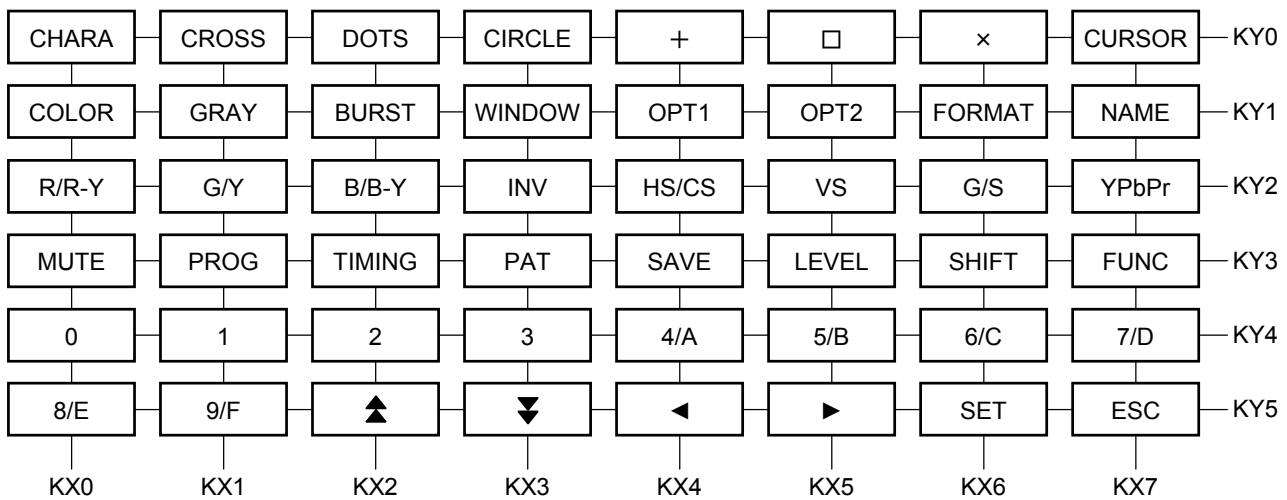 CHARA CROSS DOTS CIRCLE + □ × CURSOR KY0
COLOR GRAY BURST WINDOW OPT1 OPT2 FORMAT NAME KY1
R/R-Y G/Y B/B-Y INV HS/CS VS G/S YPbPr KY2
MUTE PROG TIMING PAT SAVE LEVEL SHIFT FUNC KY3
0 1 2 3 4/A 5/B 6/C 7/D KY4
8/E 9/F ⏫ ⏬ ◄ ► SET ESC KY5
KX0 KX1 KX2 KX3 KX4 KX5 KX6 KX7